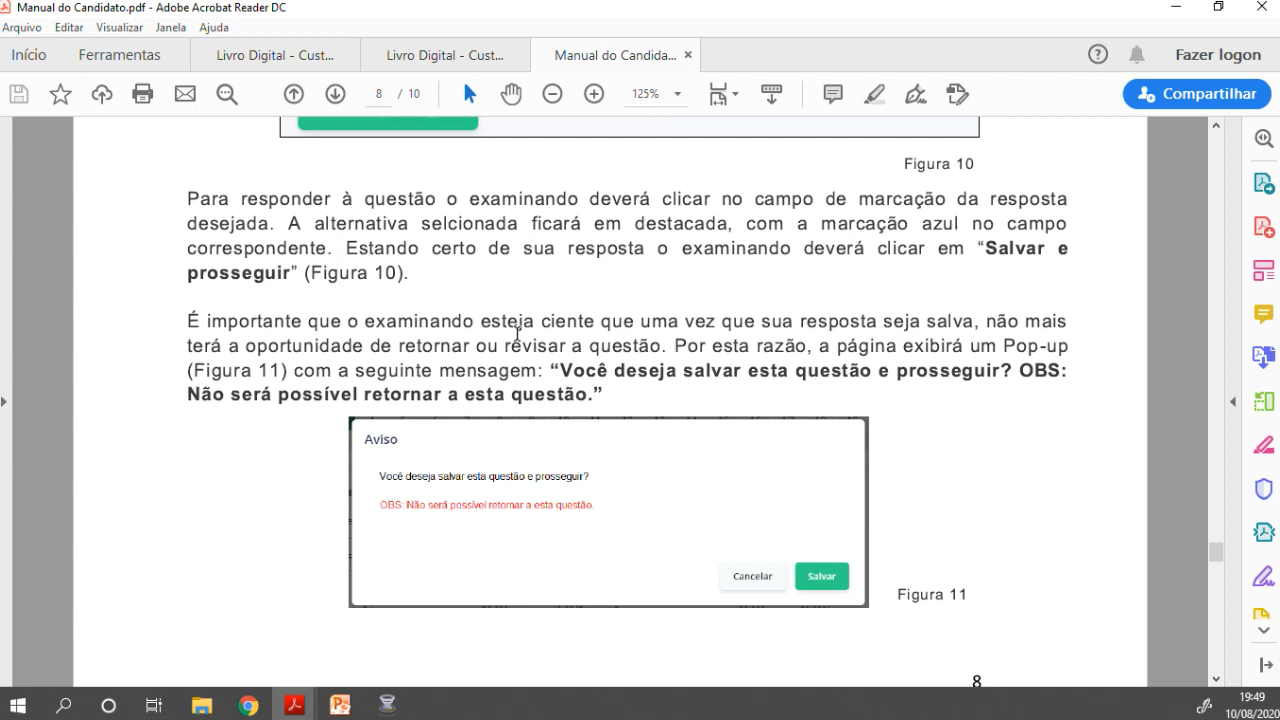 Manual do Candidato.pdf - Adobe Acrobat Reader DC
Arquivo Editar Visualizar Janela Ajuda
Início Ferramentas Livro Digital - Cust... Livro Digital - Cust... Manual do Candida... × Fazer logon
8 / 10 125% Compartilhar
Figura 10
Para responder à questão o examinando deverá clicar no campo de marcação da resposta
desejada. A alternativa selcionada ficará em destacada, com a marcação azul no campo
correspondente. Estando certo de sua resposta o examinando deverá clicar em “Salvar e
prosseguir” (Figura 10).
É importante que o examinando esteja ciente que uma vez que sua resposta seja salva, não mais
terá a oportunidade de retornar ou revisar a questão. Por esta razão, a página exibirá um Pop-up
(Figura 11) com a seguinte mensagem: “Você deseja salvar esta questão e prosseguir? OBS:
Não será possível retornar a esta questão.”
Aviso
Você deseja salvar esta questão e prosseguir?
OBS: Não será possível retornar a esta questão.
Cancelar Salvar
Figura 11
8
19:49
10/08/2020